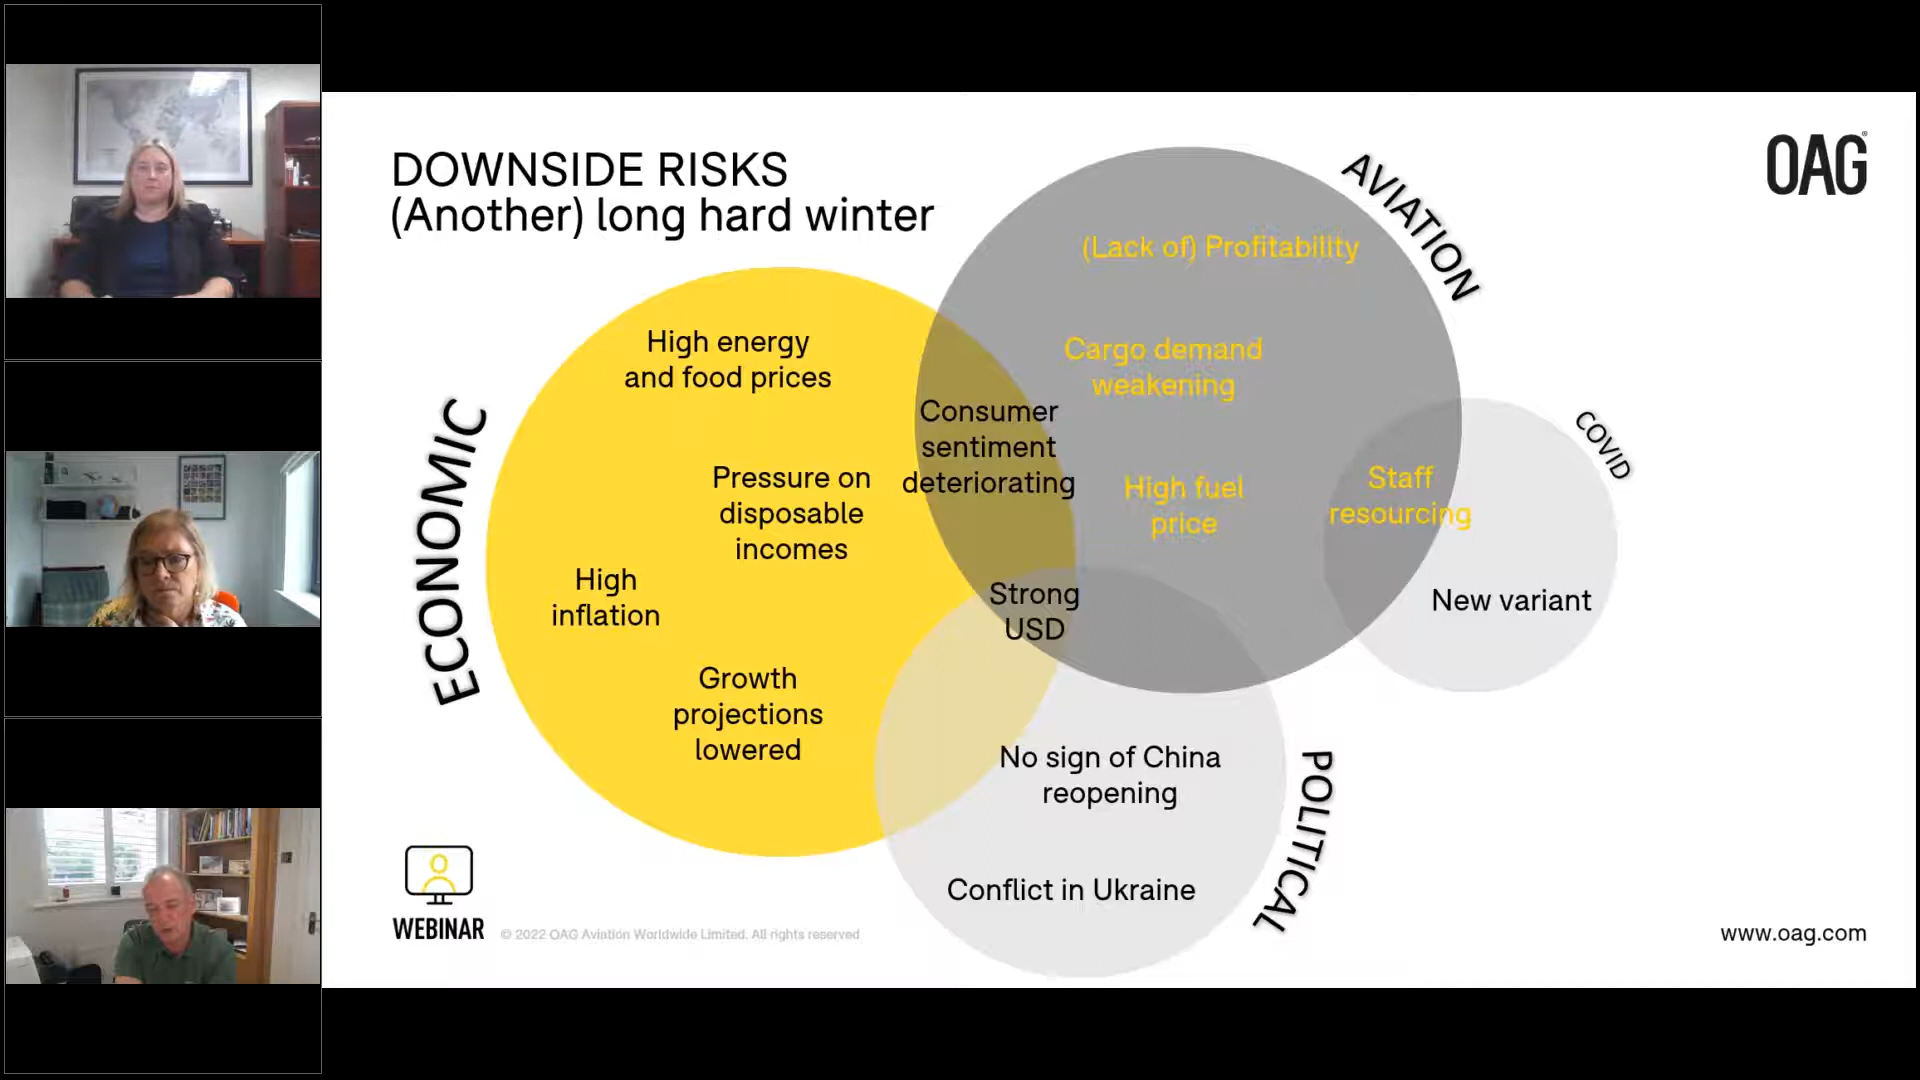 DOWNSIDE RISKS
(Another) long hard winter
OAG
AVIATION
(Lack of) Profitability
Cargo demand
weakening
High fuel
price
Staff
resourcing
COVID
New variant
ECONOMIC
High energy
and food prices
Pressure on
disposable
incomes
High
inflation
Growth
projections
lowered
Consumer
sentiment
deteriorating
Strong
USD
No sign of China
reopening
Conflict in Ukraine
POLITICAL
WEBINAR
© 2022 OAG Aviation Worldwide Limited. All rights reserved
www.oag.com